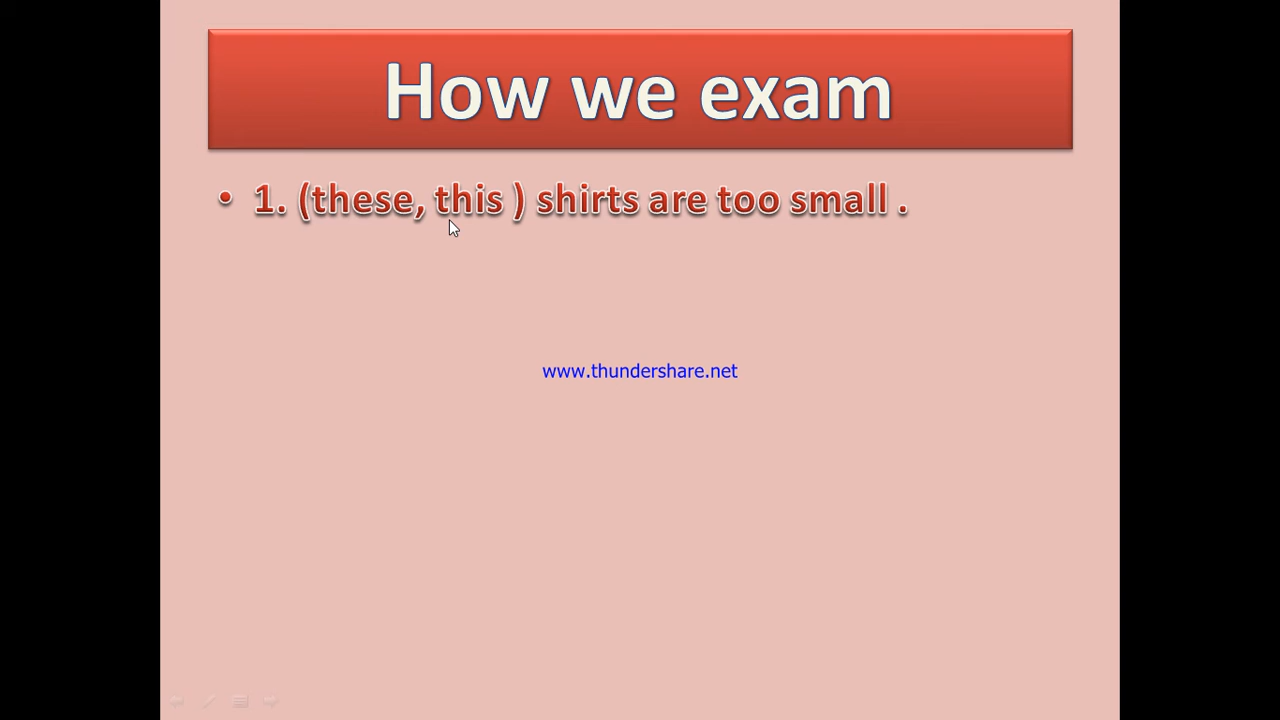 How we exam
• 1. (these, this ) shirts are too small .
www.thundershare.net